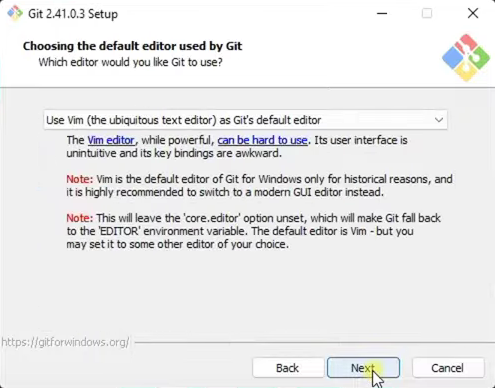 Git 2.41.0.3 Setup
Choosing the default editor used by Git
Which editor would you like Git to use?
Use Vim (the ubiquitous text editor) as Git's default editor
The Vim editor, while powerful, can be hard to use. Its user interface is
unintuitive and its key bindings are awkward.
Note: Vim is the default editor of Git for Windows only for historical reasons, and
it is highly recommended to switch to a modern GUI editor instead.
Note: This will leave the 'core.editor' option unset, which will make Git fall back
to the 'EDITOR' environment variable. The default editor is Vim - but you
may set it to some other editor of your choice.
https://gitforwindows.org/
Back
Next
Cancel